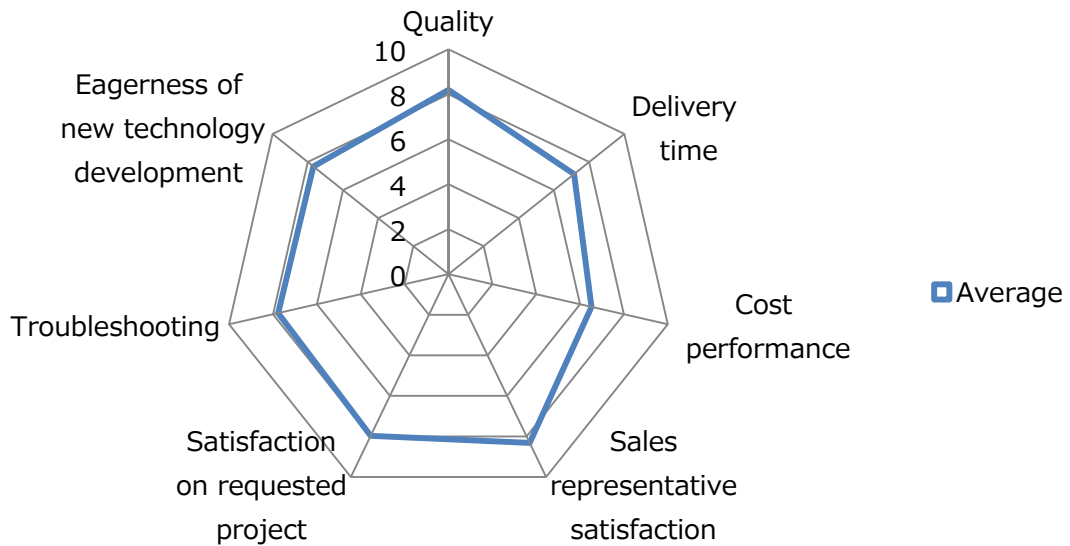 Quality
10
8
6
4
2
0
Delivery
time
Cost
performance
Sales
representative
satisfaction
Satisfaction
on requested
project
Troubleshooting
Eagerness of
new technology
development
Average